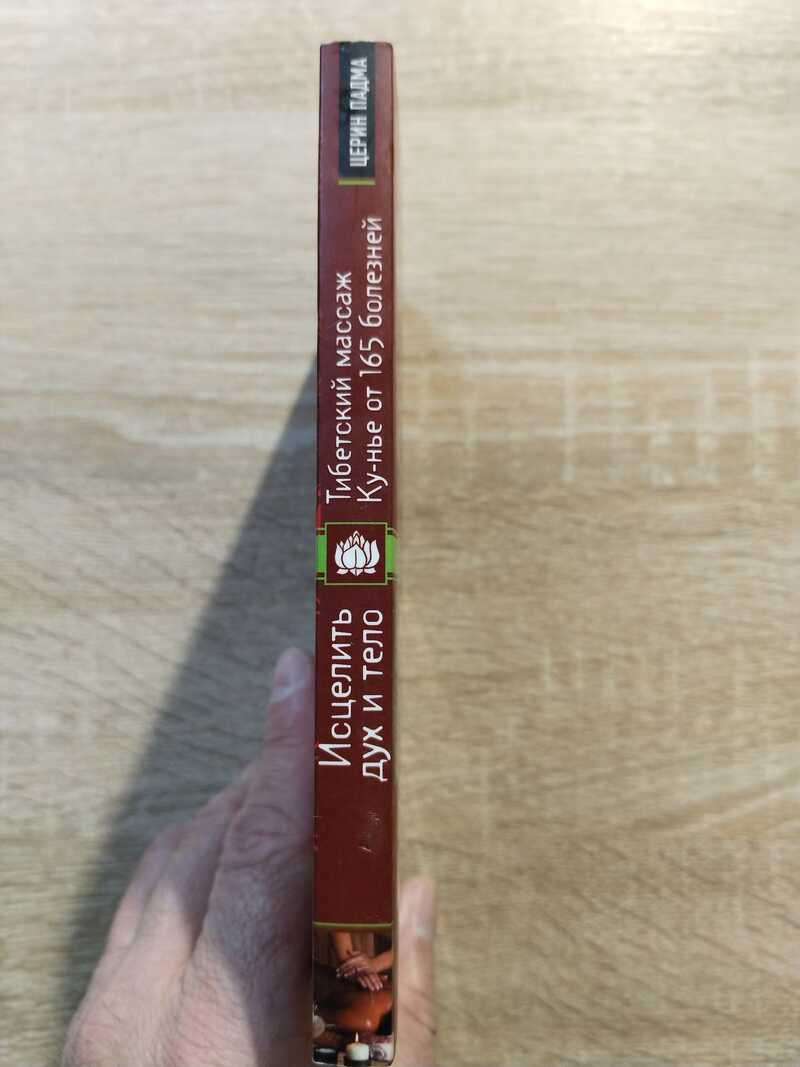 Исцелить
дух и тело
Тибетский массаж
Ку-нье от 165 болезней
ЦЕРИН ПАДМА